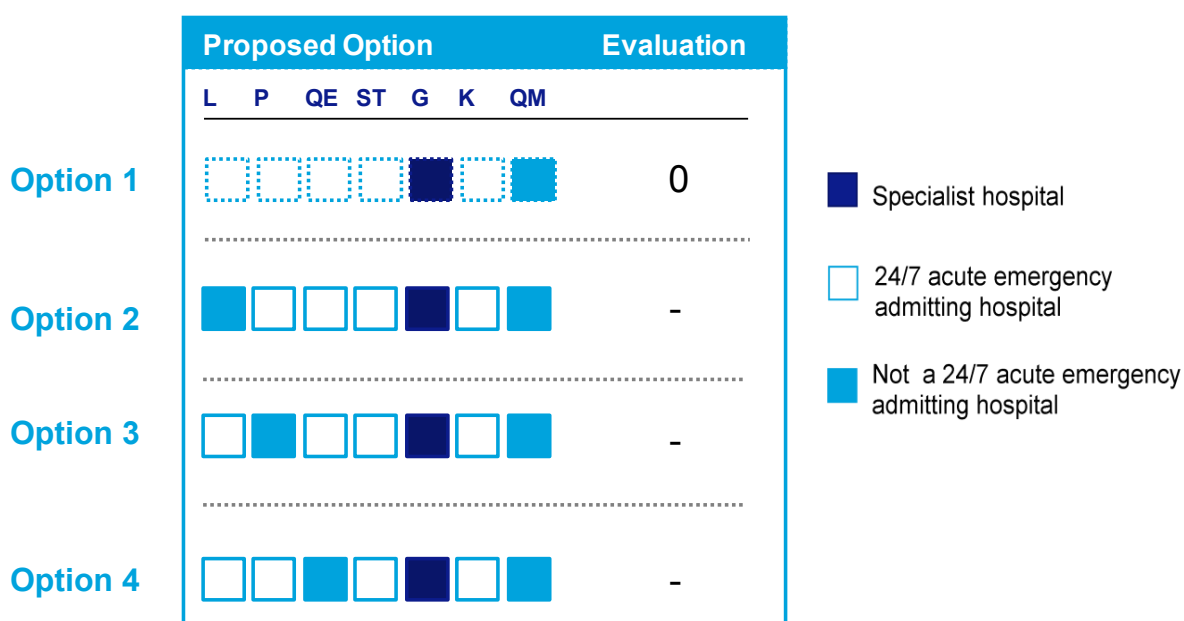 Proposed Option Evaluation
L P QE ST G K QM
Option 1 0
Specialist hospital
24/7 acute emergency
admitting hospital
Option 2 -
Not a 24/7 acute emergency
admitting hospital
Option 3 -
Option 4 -